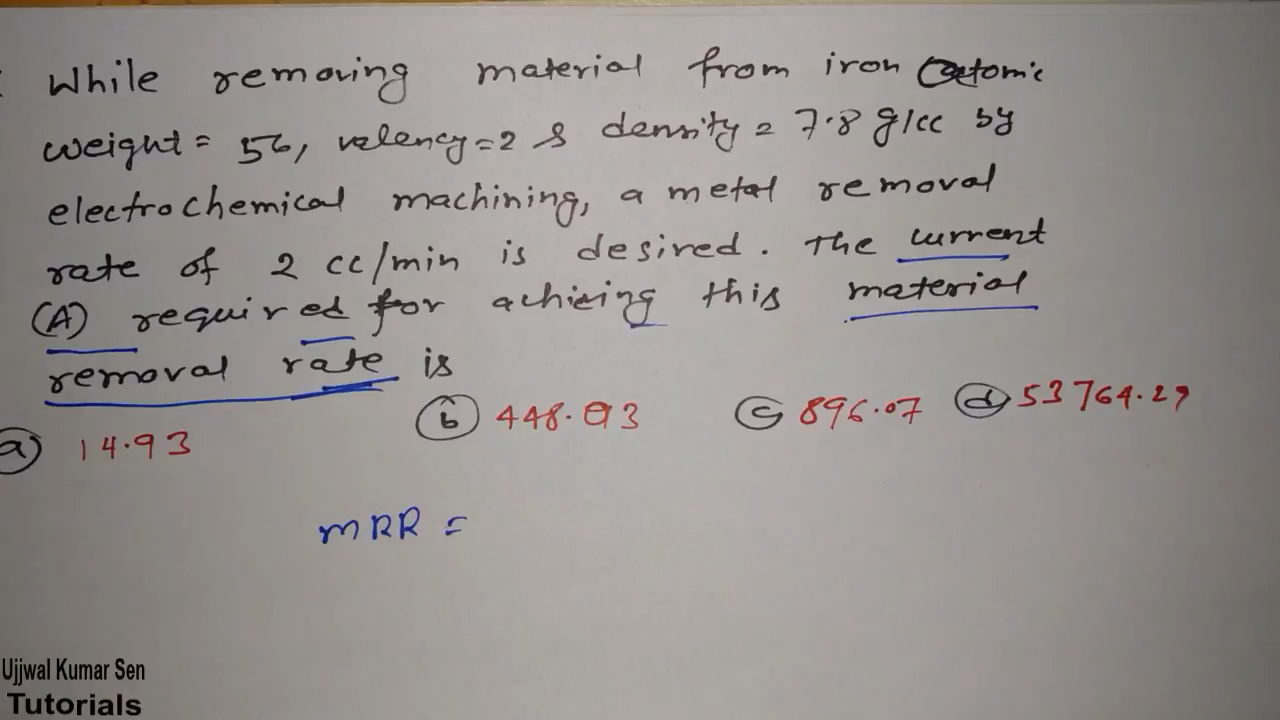 While removing material from iron (atomic
weight = 56, valency = 2 & density = 7.8 g/cc by
electrochemical machining, a metal removal
rate of 2 cc/min is desired. The current
(A) required for achieving this material
removal rate is
a) 14.93 (b) 448.03 (c) 896.07 (d) 53764.29
MRR =
Ujjwal Kumar Sen
Tutorials